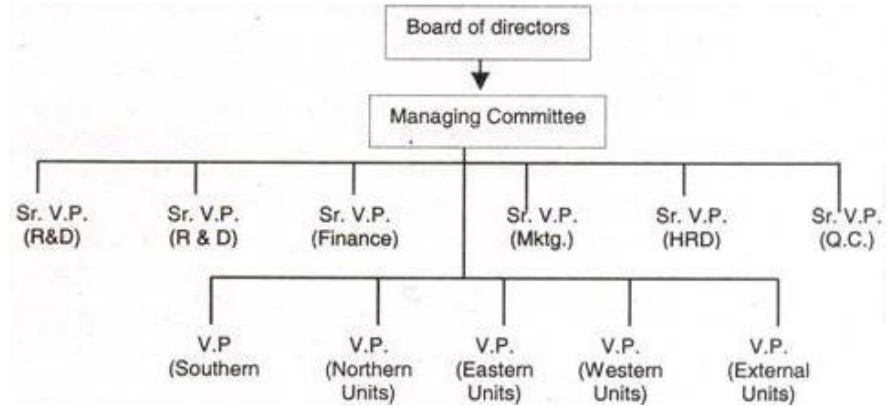 Board of directors
Managing Committee
Sr. V.P.
(R&D)
Sr. V.P.
(R & D)
Sr. V.P.
(Finance)
Sr. V.P.
(Mktg.)
Sr. V.P.
(HRD)
Sr. V.P.
(Q.C.)
V.P
(Southern
V.P.
(Northern
Units)
V.P.
(Eastern
Units)
V.P.
(Western
Units)
V.P.
(External
Units)